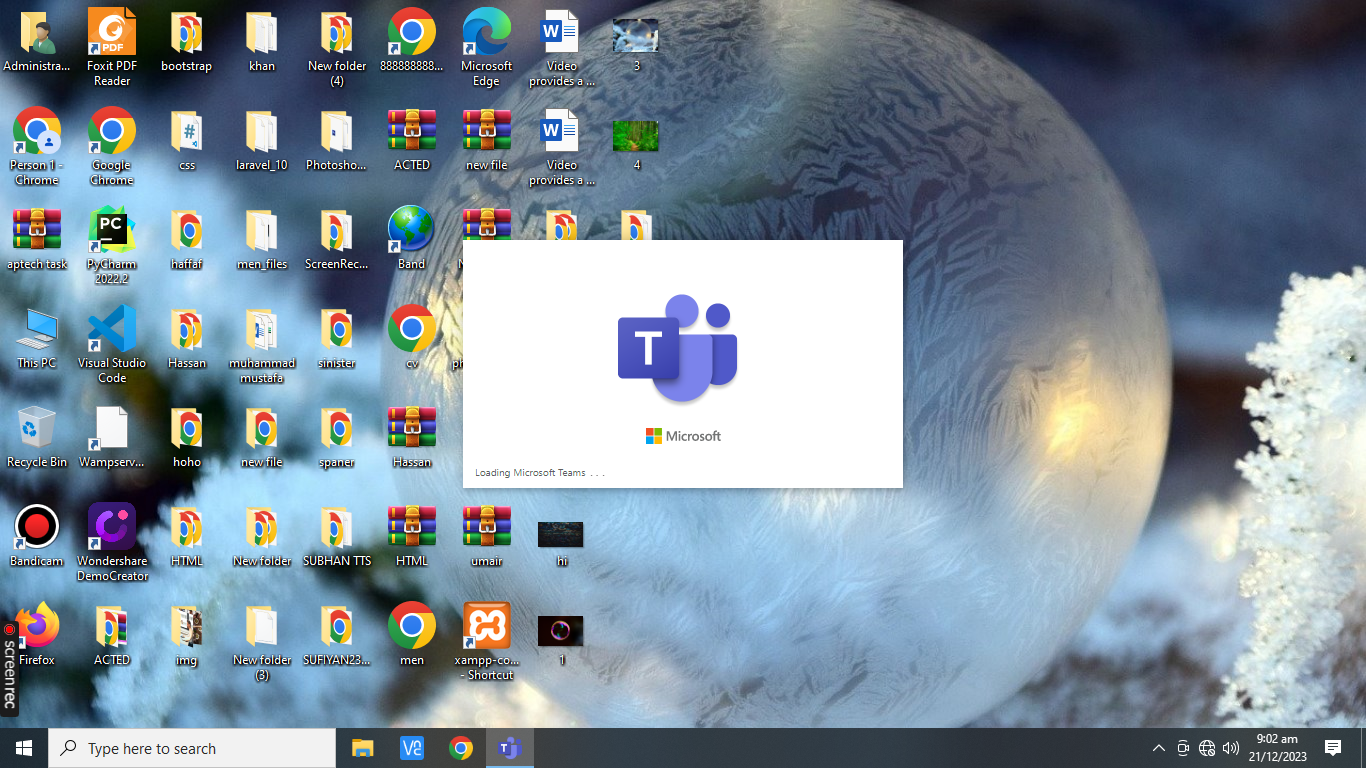 Administra...
Foxit PDF
Reader
bootstrap
khan
New folder
(4)
888888888...
Microsoft
Edge
Video
provides a ...
3
Person 1 -
Chrome
Google
Chrome
css
laravel_10
Photosho...
ACTED
new file
Video
provides a ...
4
aptech task
PyCharm
2022.2
haffaf
men_files
ScreenRec...
Band
This PC
Visual Studio
Code
Hassan
muhammad
mustafa
sinister
cv
Recycle Bin
Wampserv...
hoho
new file
spaner
Hassan
Bandicam
Wondershare
DemoCreator
HTML
New folder
SUBHAN TTS
HTML
umair
hi
Firefox
ACTED
img
New folder
(3)
SUFIYAN23...
men
xampp-co...
- Shortcut
1
T
Microsoft
Loading Microsoft Teams . . .
screenrec
Type here to search
9:02 am
21/12/2023